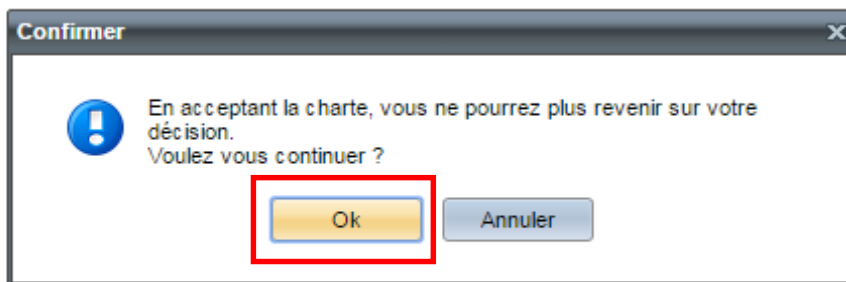 Confirmer
En acceptant la charte, vous ne pourrez plus revenir sur votre
décision.
Voulez vous continuer ?
Ok Annuler